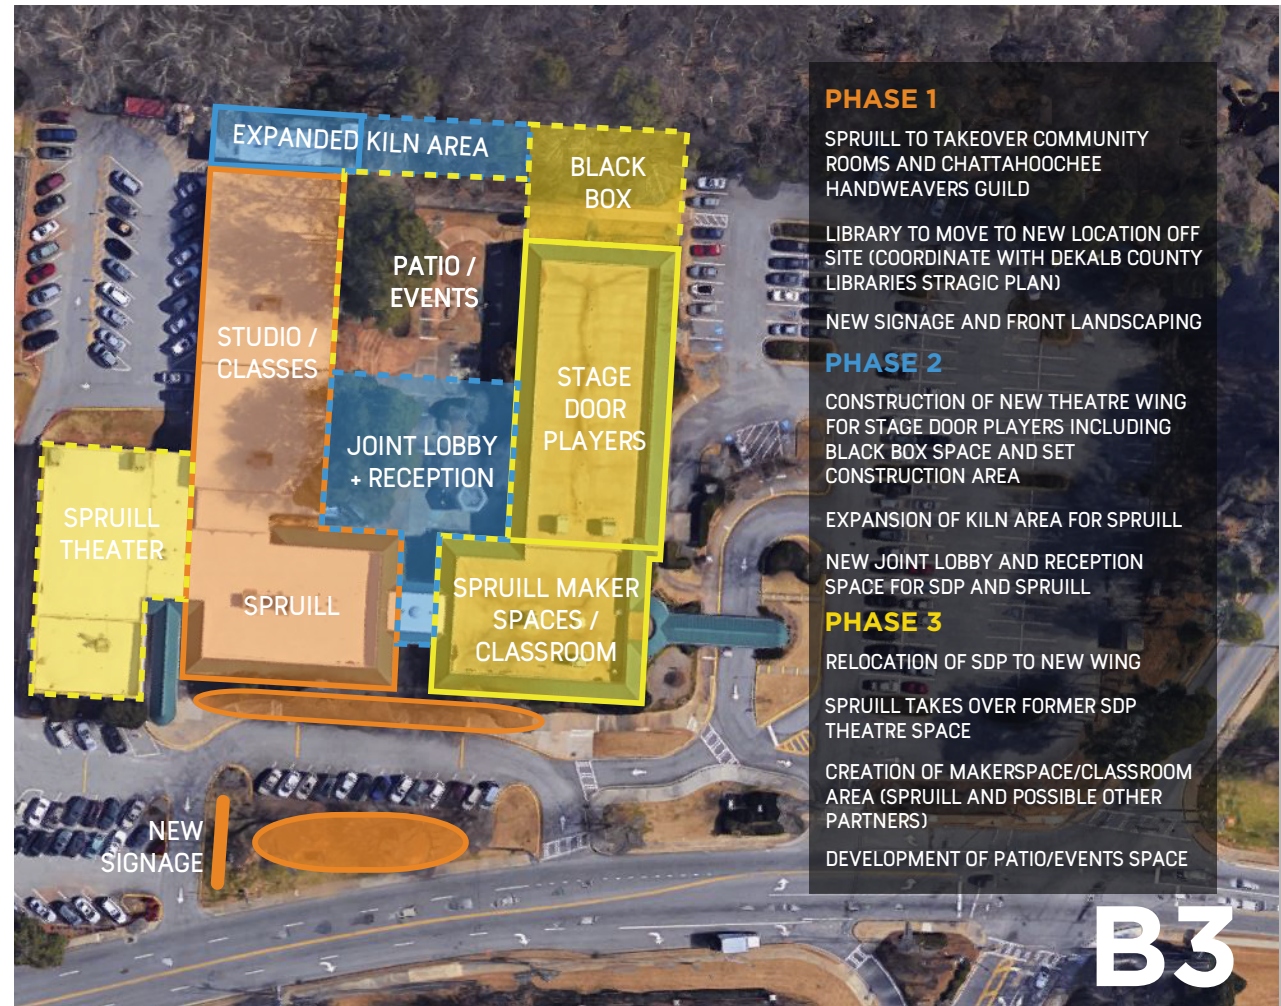 EXPANDED KILN AREA
BLACK
BOX
PATIO /
EVENTS
STUDIO /
CLASSES
STAGE
DOOR
PLAYERS
JOINT LOBBY
+ RECEPTION
SPRUILL
THEATER
SPRUILL
SPRUILL MAKER
SPACES /
CLASSROOM
NEW
SIGNAGE
PHASE 1
SPRUILL TO TAKEOVER COMMUNITY
ROOMS AND CHATTAHOOCHEE
HANDWEAVERS GUILD
LIBRARY TO MOVE TO NEW LOCATION OFF
SITE (COORDINATE WITH DEKALB COUNTY
LIBRARIES STRAGIC PLAN)
NEW SIGNAGE AND FRONT LANDSCAPING
PHASE 2
CONSTRUCTION OF NEW THEATRE WING
FOR STAGE DOOR PLAYERS INCLUDING
BLACK BOX SPACE AND SET
CONSTRUCTION AREA
EXPANSION OF KILN AREA FOR SPRUILL
NEW JOINT LOBBY AND RECEPTION
SPACE FOR SDP AND SPRUILL
PHASE 3
RELOCATION OF SDP TO NEW WING
SPRUILL TAKES OVER FORMER SDP
THEATRE SPACE
CREATION OF MAKERSPACE/CLASSROOM
AREA (SPRUILL AND POSSIBLE OTHER
PARTNERS)
DEVELOPMENT OF PATIO/EVENTS SPACE
B3